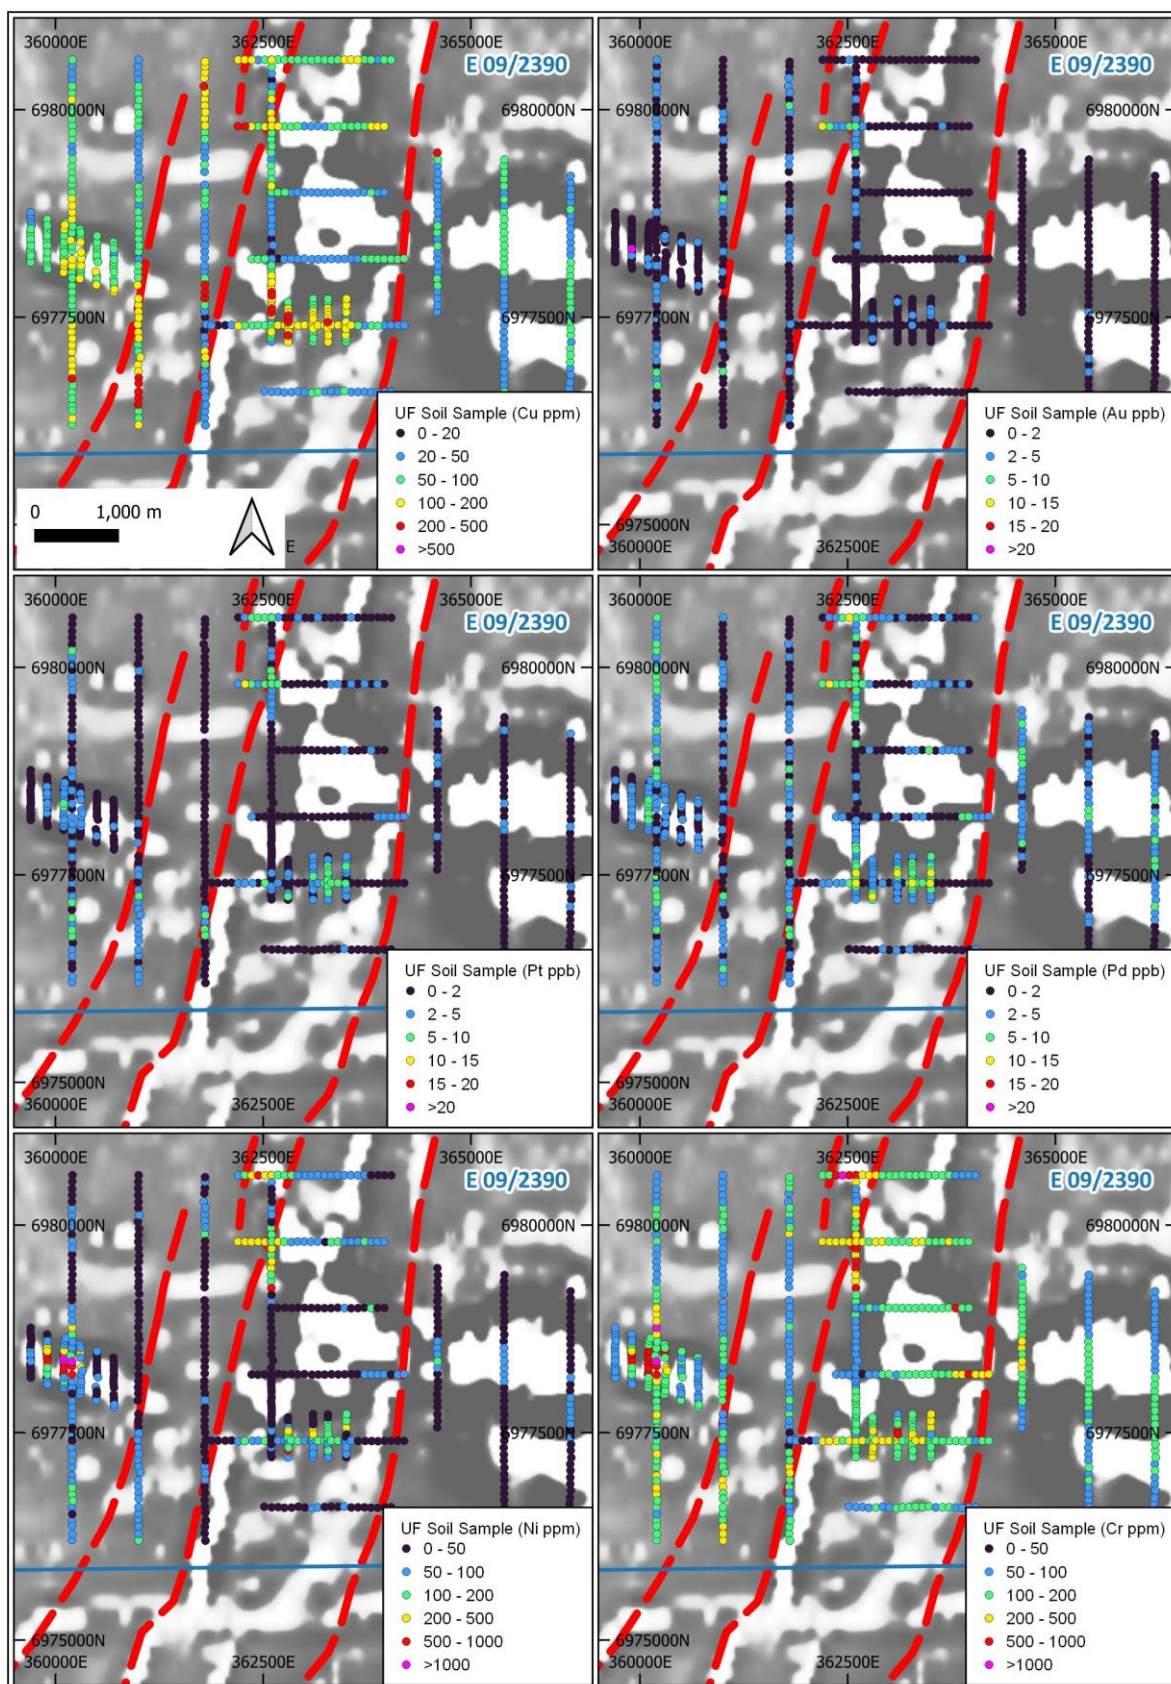 360000E 362500E 365000E
E 09/2390
6980000N
6977500N
UF Soil Sample (Cu ppm)
0 - 20
20 - 50
50 - 100
100 - 200
200 - 500
>500
0 1,000 m
E
360000E 362500E 365000E
E 09/2390
6980000N 6980000N
6977500N 6977500N
UF Soil Sample (Au ppb)
0 - 2
2 - 5
5 - 10
10 - 15
15 - 20
>20
6975000N
360000E 362500E
360000E 362500E 365000E
E 09/2390
6980000N
6977500N
UF Soil Sample (Pt ppb)
0 - 2
2 - 5
5 - 10
10 - 15
15 - 20
>20
6975000N
360000E 362500E
360000E 362500E 365000E
E 09/2390
6980000N 6980000N
6977500N 6977500N
UF Soil Sample (Pd ppb)
0 - 2
2 - 5
5 - 10
10 - 15
15 - 20
>20
6975000N
360000E 362500E
360000E 362500E 365000E
E 09/2390
6980000N
6977500N
UF Soil Sample (Ni ppm)
0 - 50
50 - 100
100 - 200
200 - 500
500 - 1000
>1000
6975000N
360000E 362500E
360000E 362500E 365000E
E 09/2390
6980000N 6980000N
6977500N 6977500N
UF Soil Sample (Cr ppm)
0 - 50
50 - 100
100 - 200
200 - 500
500 - 1000
>1000
6975000N
360000E 362500E